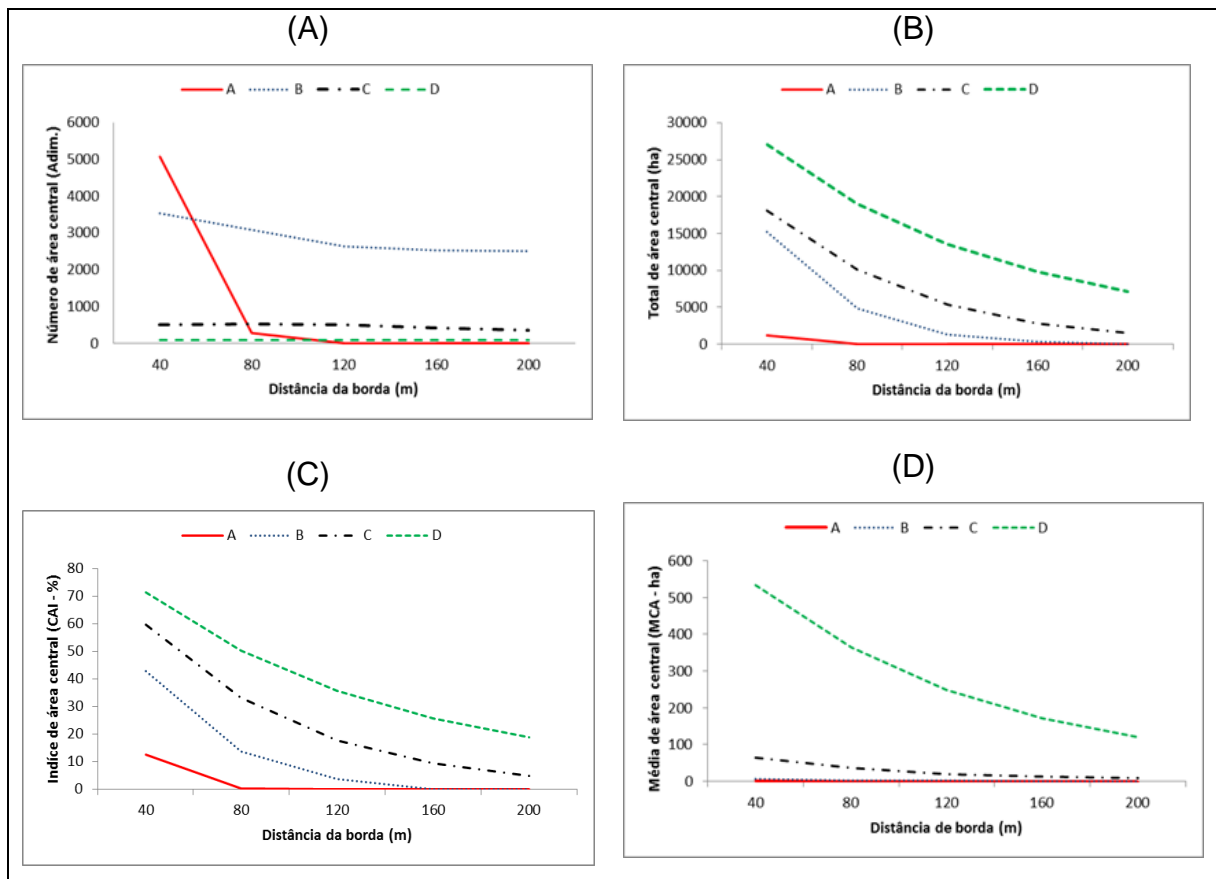 (A)
A B C D
Número de área central (Adim.)
6000
5000
4000
3000
2000
1000
0
40 80 120 160 200
Distância da borda (m)
(B)
A B C D
Total de área central (ha)
30000
25000
20000
15000
10000
5000
0
40 80 120 160 200
Distância da borda (m)
(C)
A B C D
Indíce de área central (CAI - %)
80
70
60
50
40
30
20
10
0
40 80 120 160 200
Distância da borda (m)
(D)
A B C D
Média de área central (MCA - ha)
600
500
400
300
200
100
0
40 80 120 160 200
Distância de borda (m)